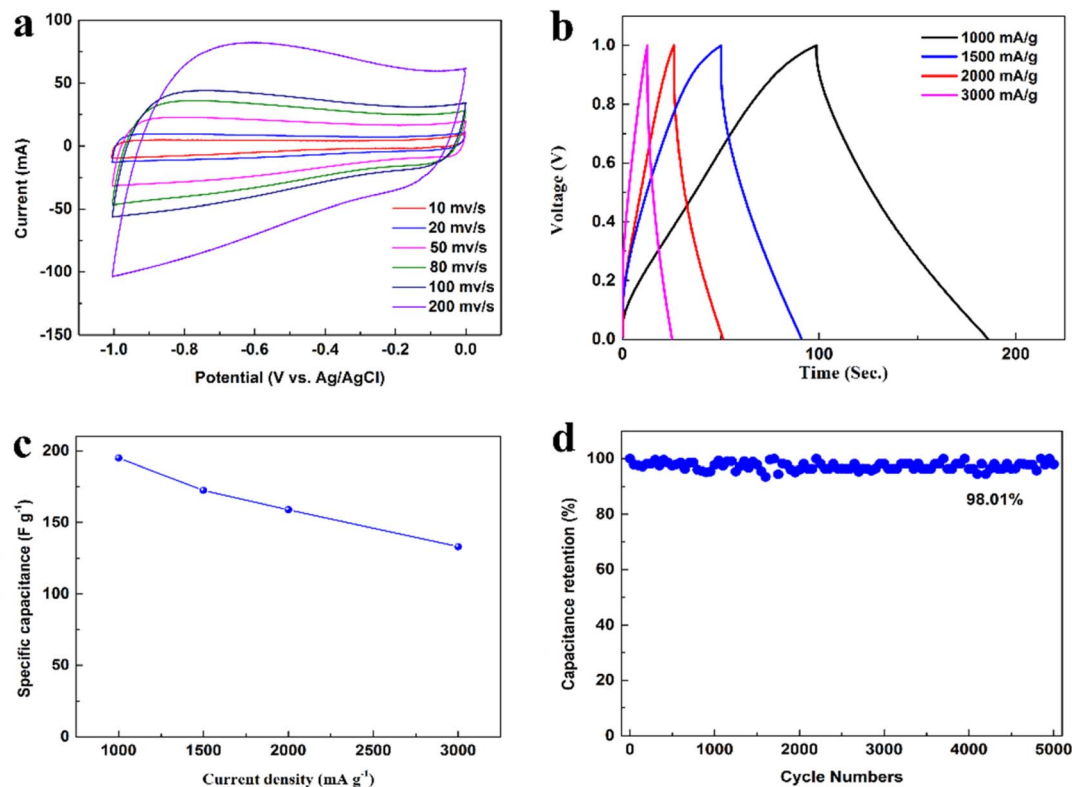 a
100
50
0
-50
-100
-150
Current (mA)
-1.0 -0.8 -0.6 -0.4 -0.2 0.0
Potential (V vs. Ag/AgCl)
10 mv/s
20 mv/s
50 mv/s
80 mv/s
100 mv/s
200 mv/s
b
1.0
0.8
0.6
0.4
0.2
0.0
Voltage (V)
0 100 200
Time (Sec.)
1000 mA/g
1500 mA/g
2000 mA/g
3000 mA/g
c
200
150
100
50
0
Specific capacitance (F g⁻¹)
1000 1500 2000 2500 3000
Current density (mA g⁻¹)
d
100
80
60
40
20
0
Capacitance retention (%)
98.01%
0 1000 2000 3000 4000 5000
Cycle Numbers